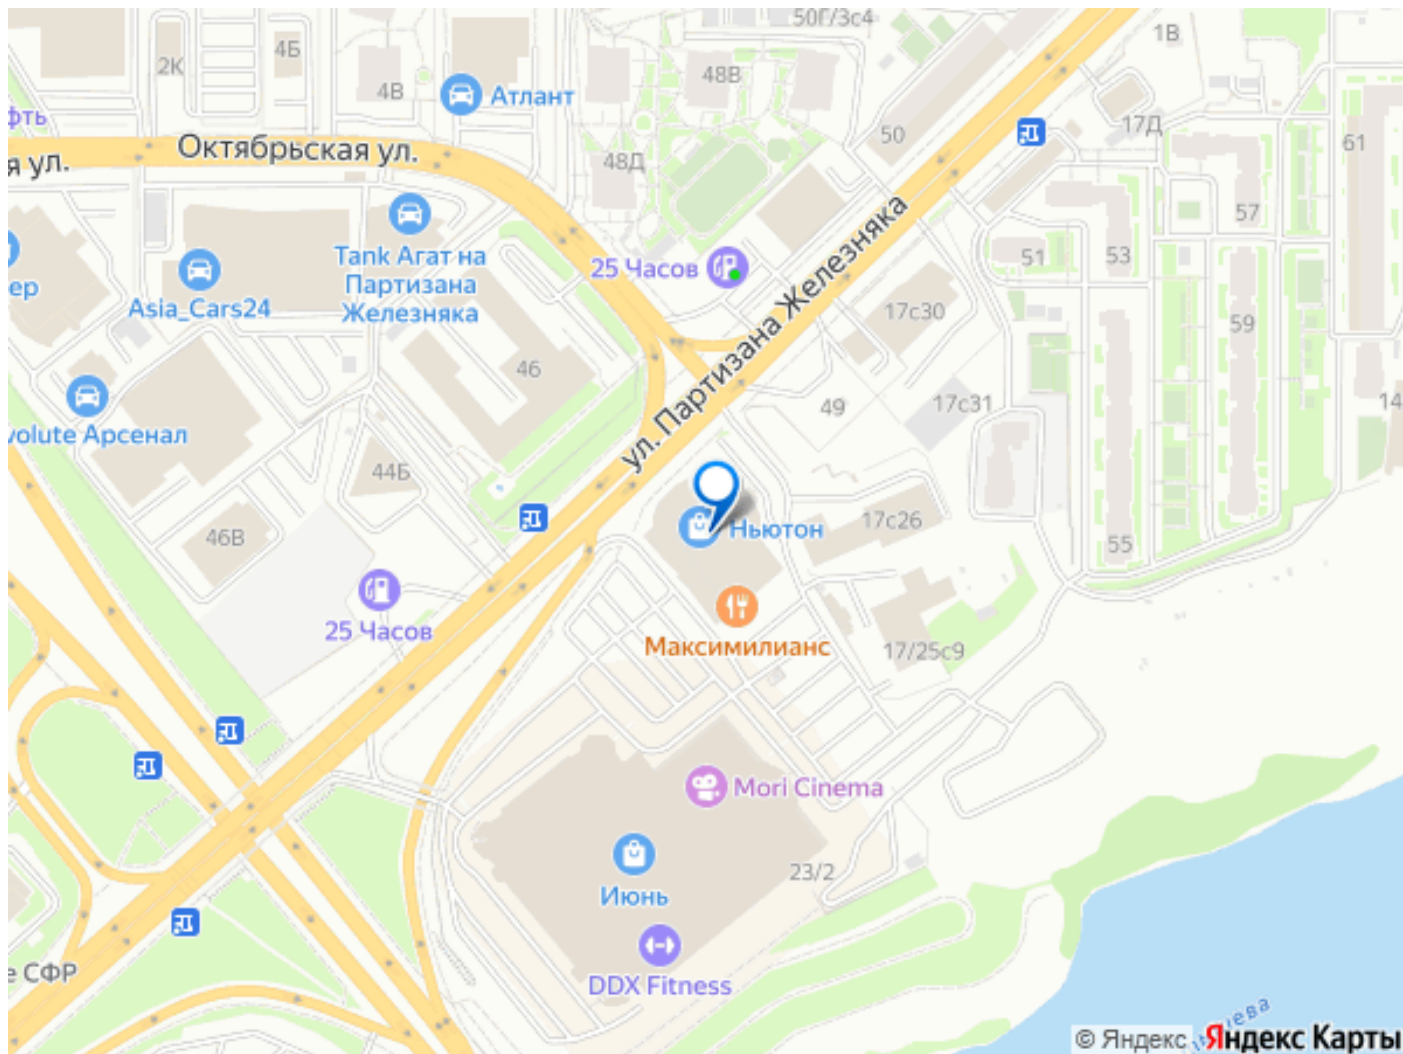 50Г/3с4
1В
4Б
2К
48В
4В
Атлант
фть
17Д
50
61
Октябрьская ул.
я ул.
48Д
57
ул. Партизана Железняка
Tank Агат на
Партизана
Железняка
51
53
25 Часов
ер
Asia_Cars24
17с30
59
46
49
17с31
14
volute Арсенал
44Б
17с26
Ньютон
46В
55
25 Часов
Максимилианс
17/25с9
Mori Cinema
23/2
Июнь
е СФР
DDX Fitness
© Яндекс Яндекс Карты